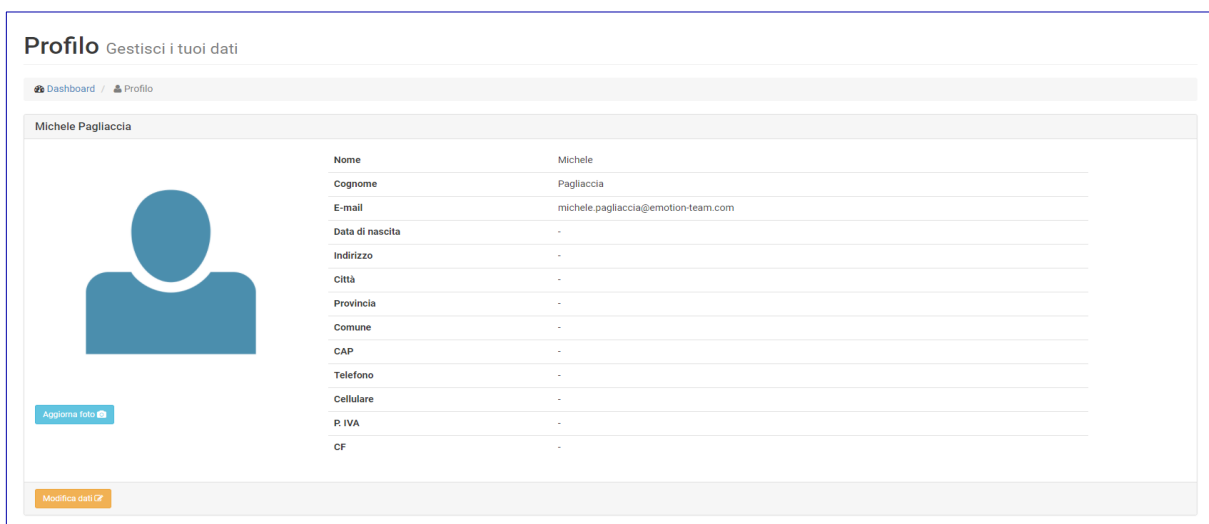 Profilo Gestisci i tuoi dati
Dashboard / Profilo
Michele Pagliaccia
Nome Michele
Cognome Pagliaccia
E-mail michele.pagliaccia@emotion-team.com
Data di nascita -
Indirizzo -
Città -
Provincia -
Comune -
CAP -
Telefono -
Cellulare -
P. IVA -
CF -
Aggiorna foto
Modifica dati